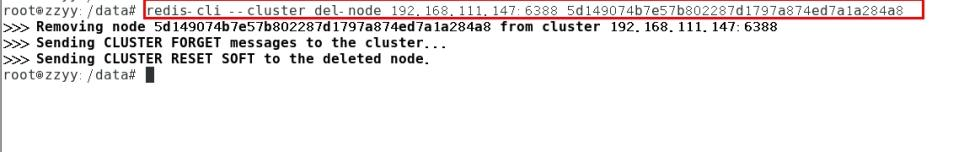 root@zzyy:/data# redis-cli --cluster del-node 192.168.111.147:6388 5d149074b7e57b802287d1797a874ed7a1a284a8
>>> Removing node 5d149074b7e57b802287d1797a874ed7a1a284a8 from cluster 192.168.111.147:6388
>>> Sending CLUSTER FORGET messages to the cluster...
>>> Sending CLUSTER RESET SOFT to the deleted node.
root@zzyy:/data#